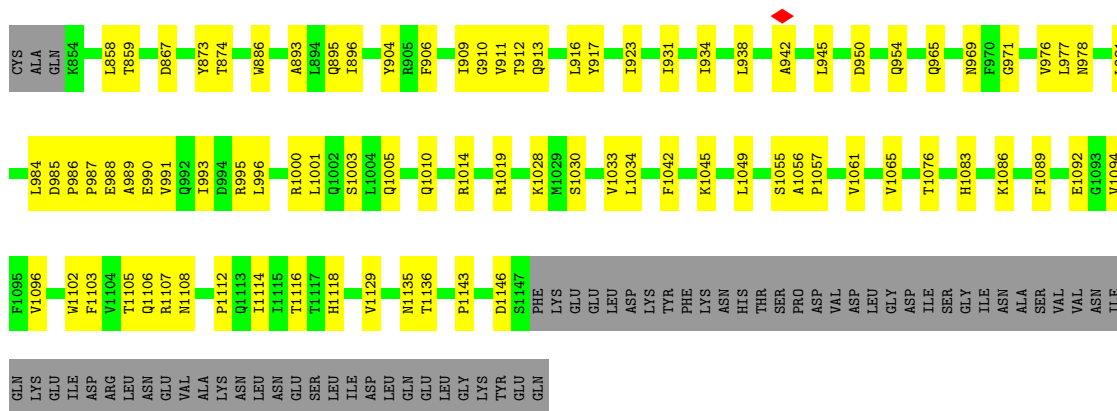 CYS ALA GLN K854 L858 T859 D867 Y873 T874 W886 A893 L894 Q895 I896 Y904 R905 F906 I909 G910 V911 T912 Q913 L916 Y917 I923 I931 I934 L938 A942 L945 D950 Q954 Q965 N969 F970 G971 V976 L977 N978
L984 D985 P986 P987 E988 A989 E990 V991 Q992 I993 D994 R995 L996 R1000 L1001 Q1002 S1003 L1004 Q1005 Q1010 R1014 R1019 K1028 M1029 S1030 V1033 L1034 F1042 K1045 L1049 S1055 A1056 P1057 V1061 V1065 T1076 H1083 K1086 F1089 E1092 G1093 V1094
F1095 V1096 W1102 F1103 V1104 T1105 Q1106 R1107 N1108 P1112 Q1113 I1114 I1115 T1116 T1117 H1118 V1129 N1135 T1136 P1143 D1146 S1147 PHE LYS GLU GLU LEU ASP LYS TYR PHE LYS ASN HIS THR SER PRO ASP VAL ASP LEU GLY ASP ILE SER GLY ILE ASN ALA SER VAL VAL ASN ILE
GLN LYS GLU ILE ASP ARG LEU ASN GLU VAL ALA LYS ASN LEU ASN GLU SER LEU ILE ASP LEU GLN GLU LEU GLY LYS TYR GLU GLN